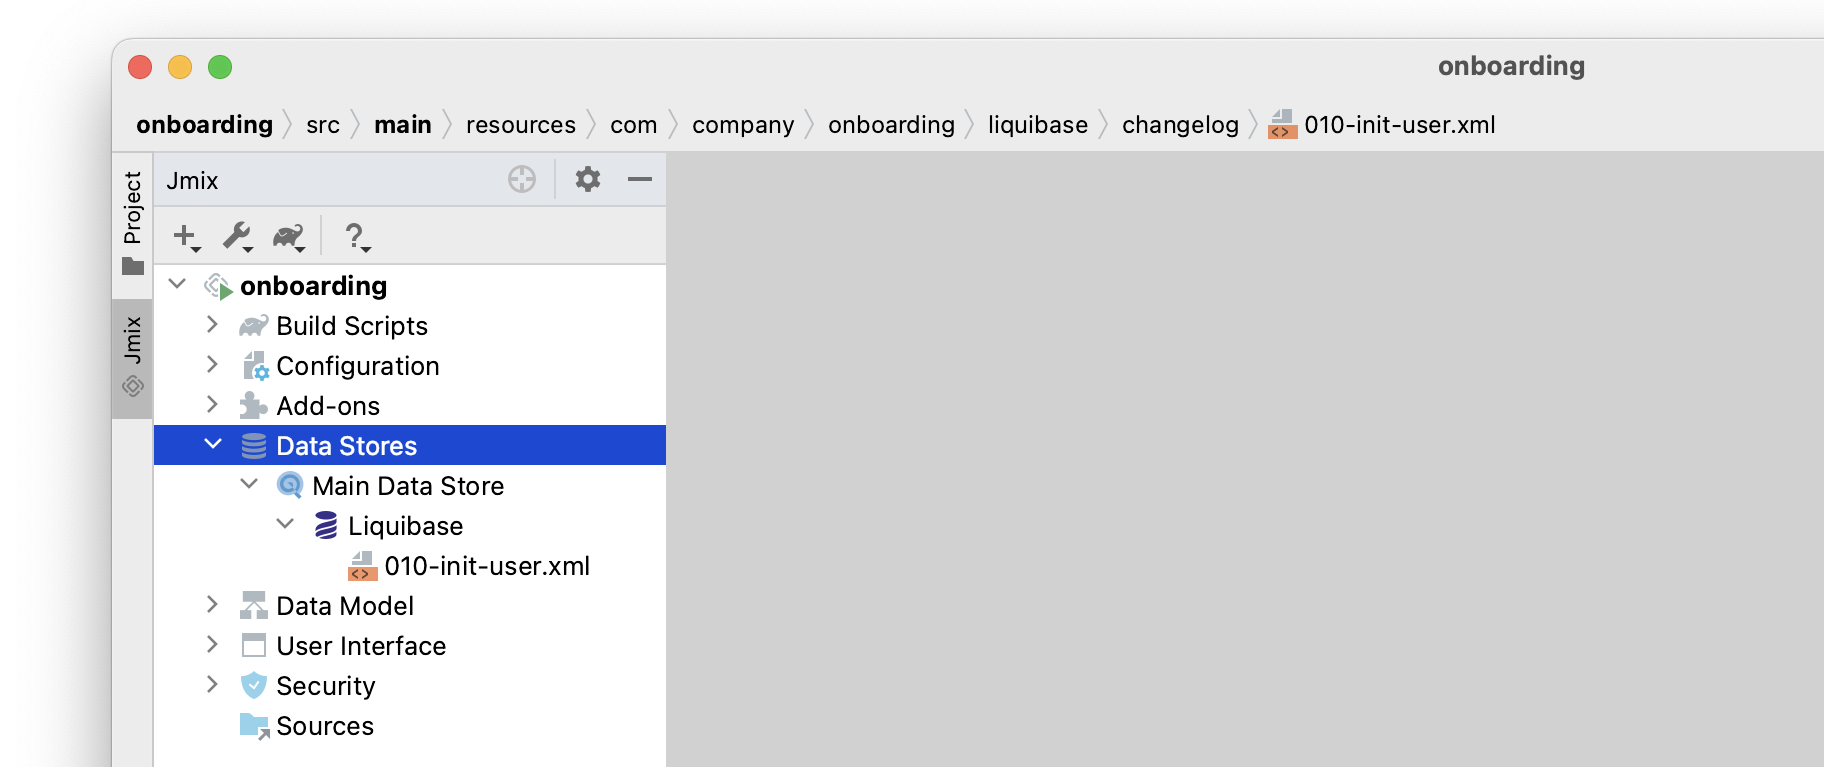 onboarding
onboarding src main resources com company onboarding liquibase changelog 010-init-user.xml
Project
Jmix
Jmix
onboarding
Build Scripts
Configuration
Add-ons
Data Stores
Main Data Store
Liquibase
010-init-user.xml
Data Model
User Interface
Security
Sources